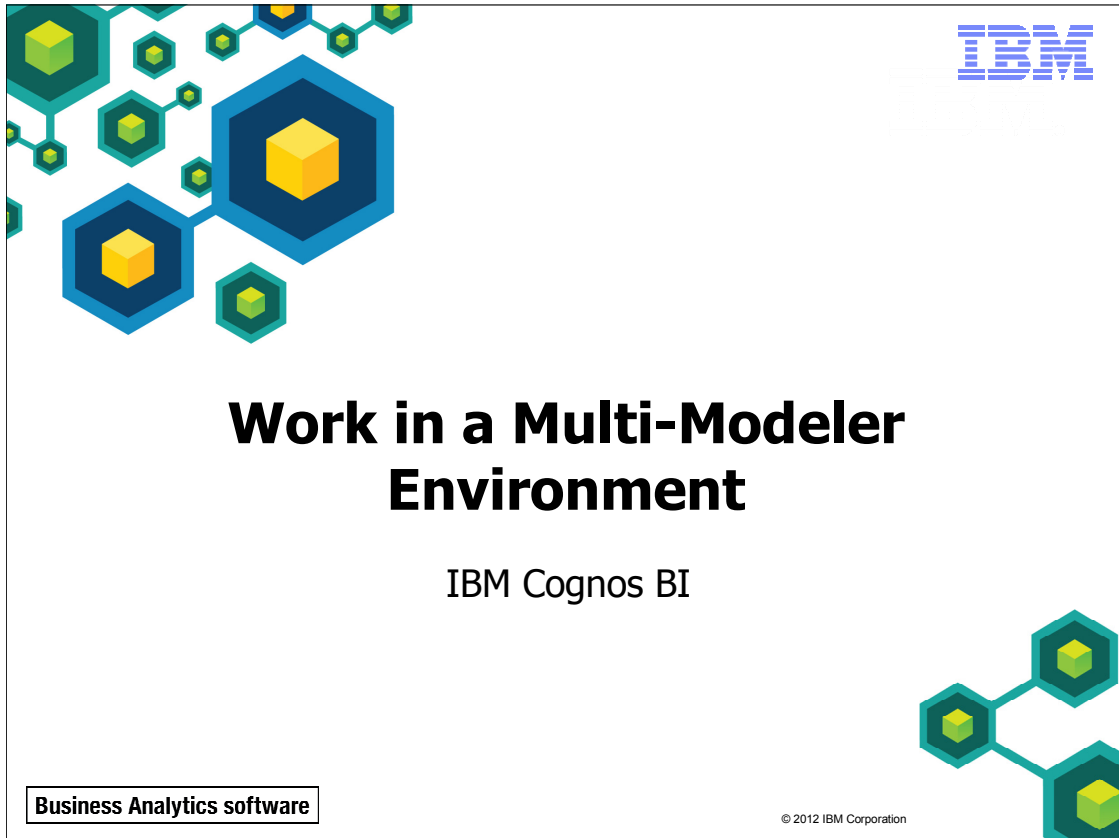 IBM
Work in a Multi-Modeler
Environment
IBM Cognos BI
Business Analytics software
© 2012 IBM Corporation